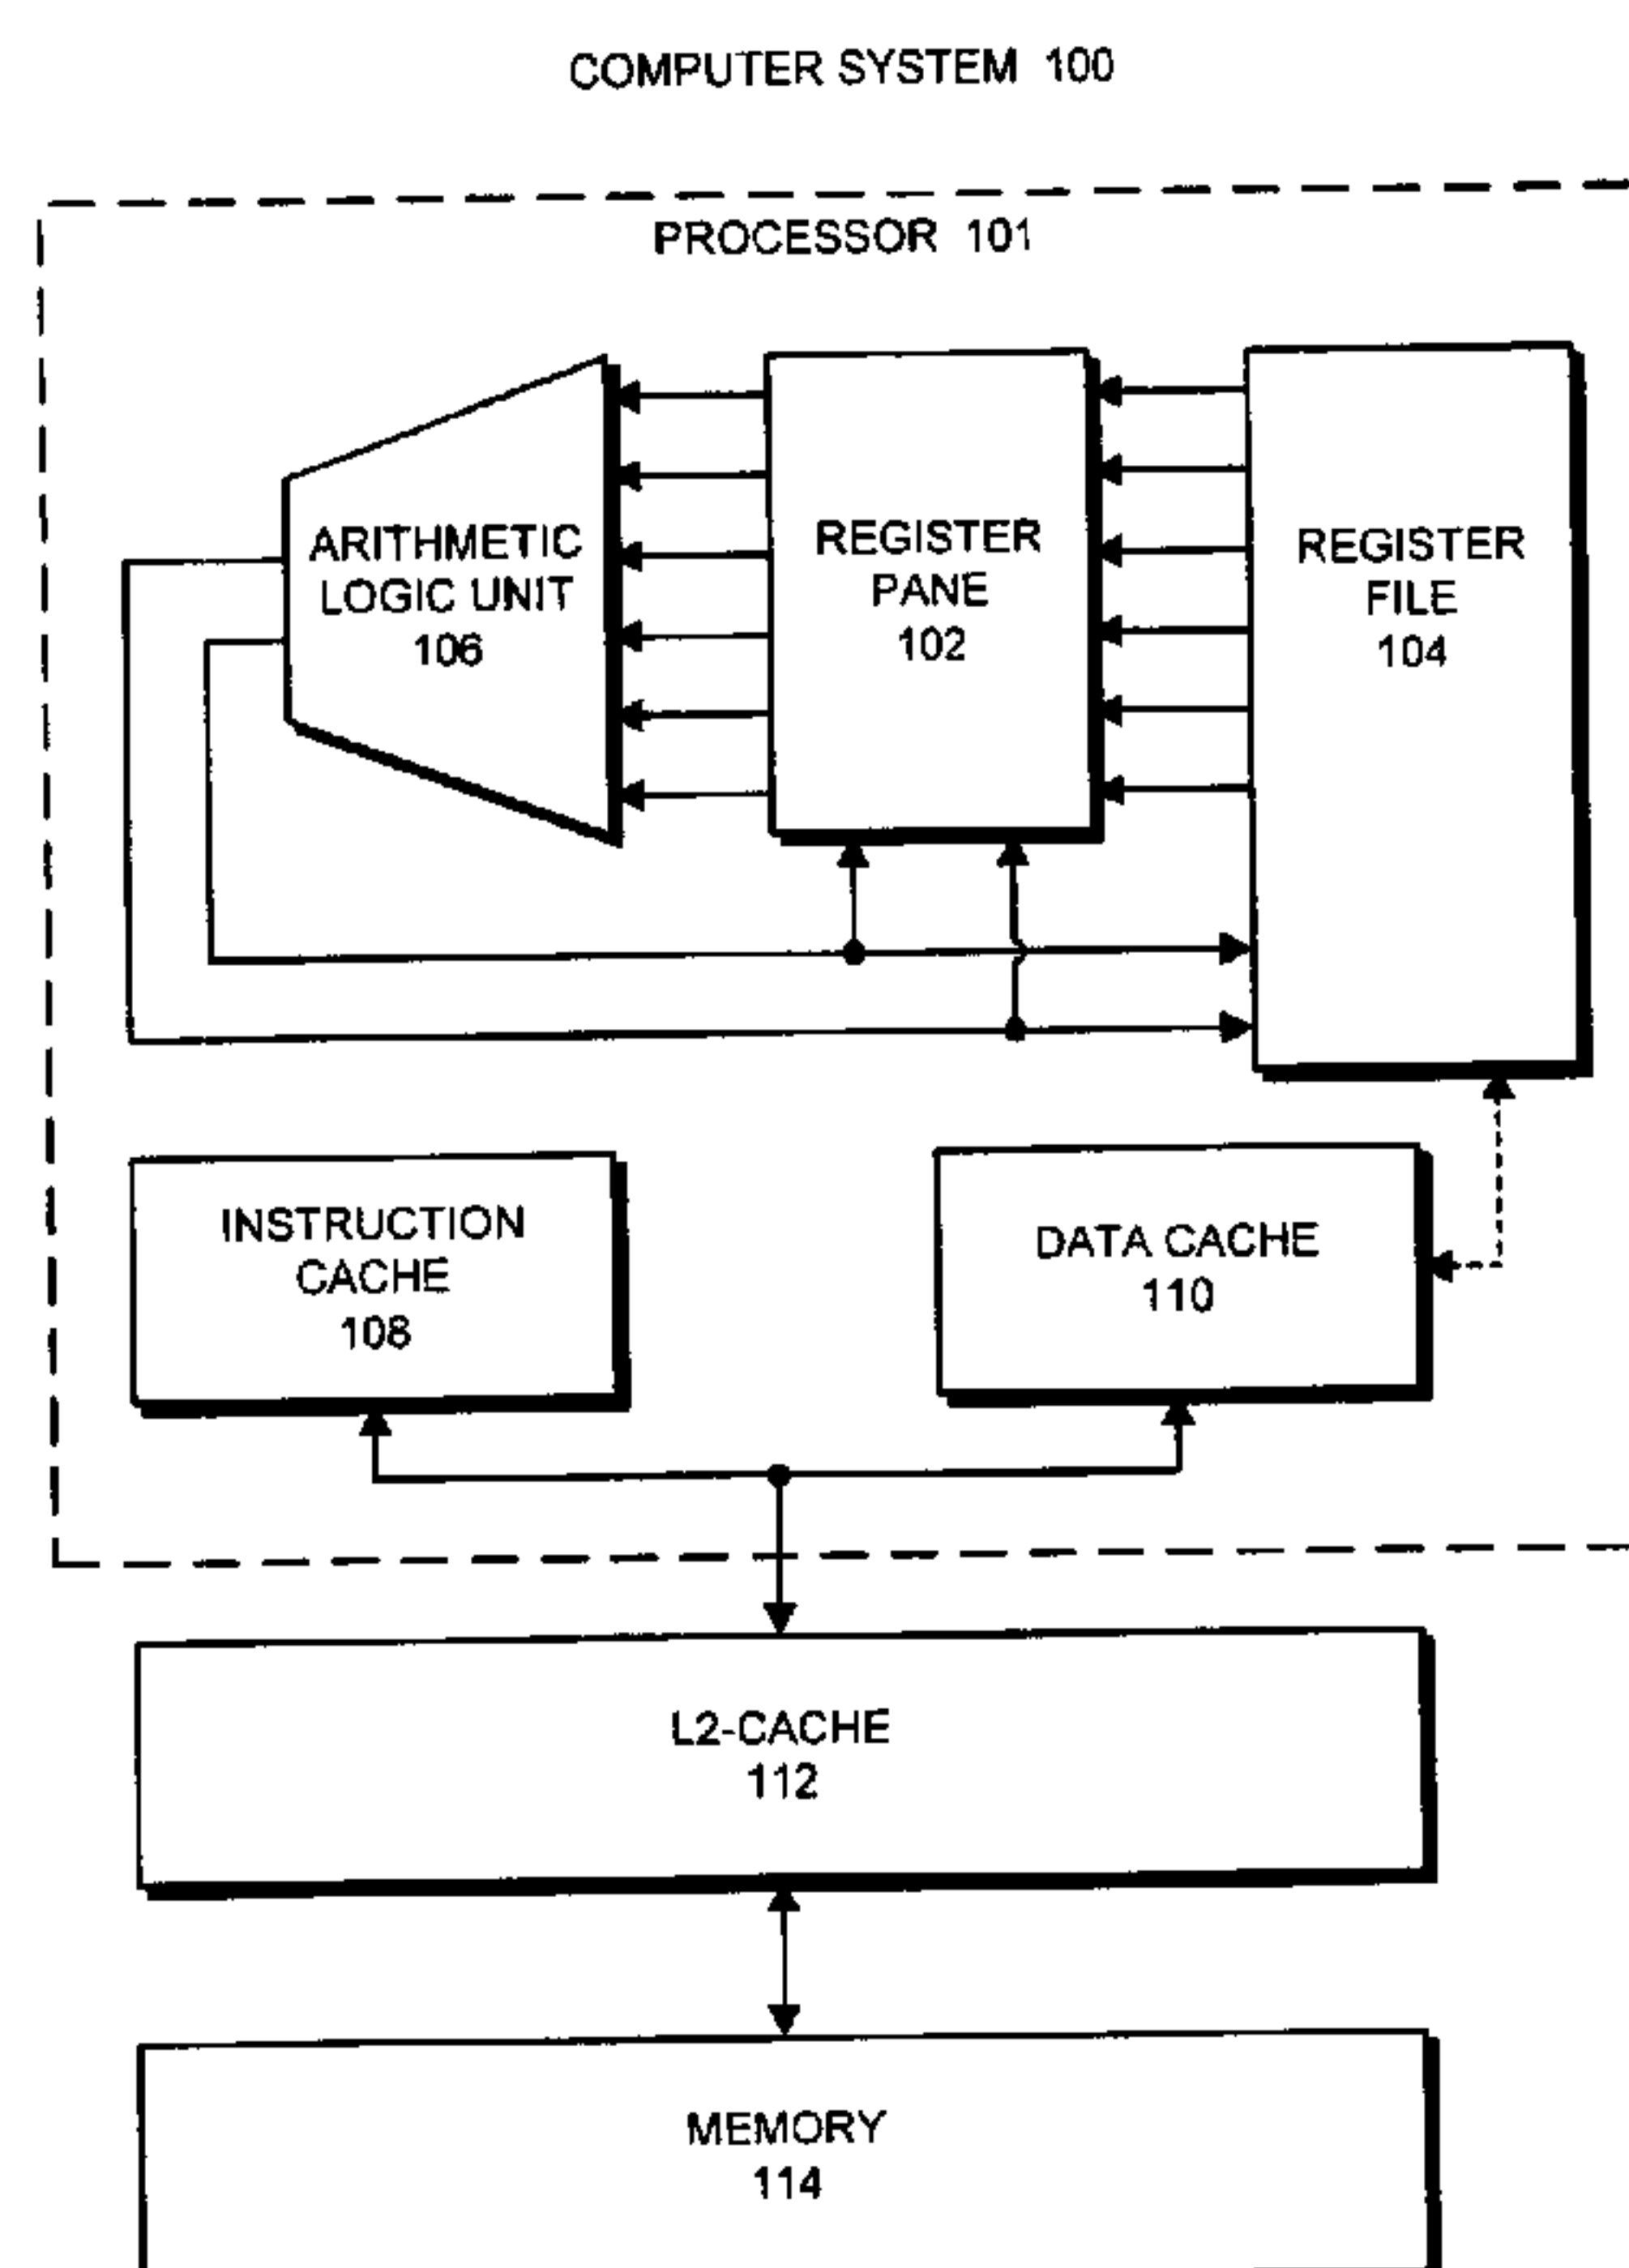 COMPUTER SYSTEM 100
PROCESSOR 101
ARITHMETIC
LOGIC UNIT
106
REGISTER
PANE
102
REGISTER
FILE
104
INSTRUCTION
CACHE
108
DATA CACHE
110
L2-CACHE
112
MEMORY
114